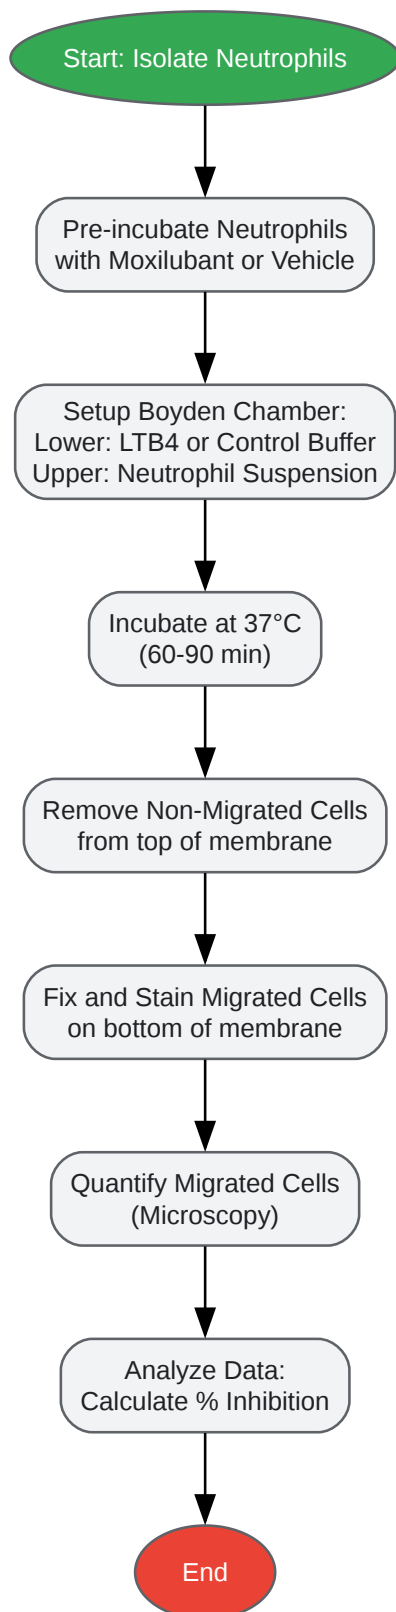 Start: Isolate Neutrophils
Pre-incubate Neutrophils
with Moxilubant or Vehicle
Setup Boyden Chamber:
Lower: LTB4 or Control Buffer
Upper: Neutrophil Suspension
Incubate at 37°C
(60-90 min)
Remove Non-Migrated Cells
from top of membrane
Fix and Stain Migrated Cells
on bottom of membrane
Quantify Migrated Cells
(Microscopy)
Analyze Data:
Calculate % Inhibition
End